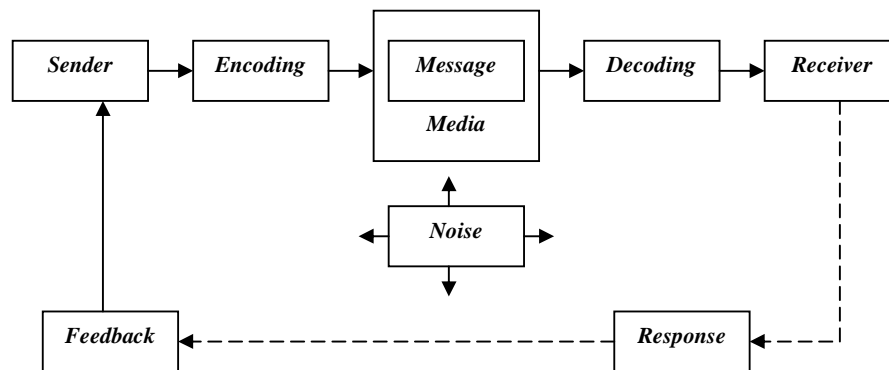 Sender
Encoding
Message
Media
Decoding
Receiver
Noise
Feedback
Response